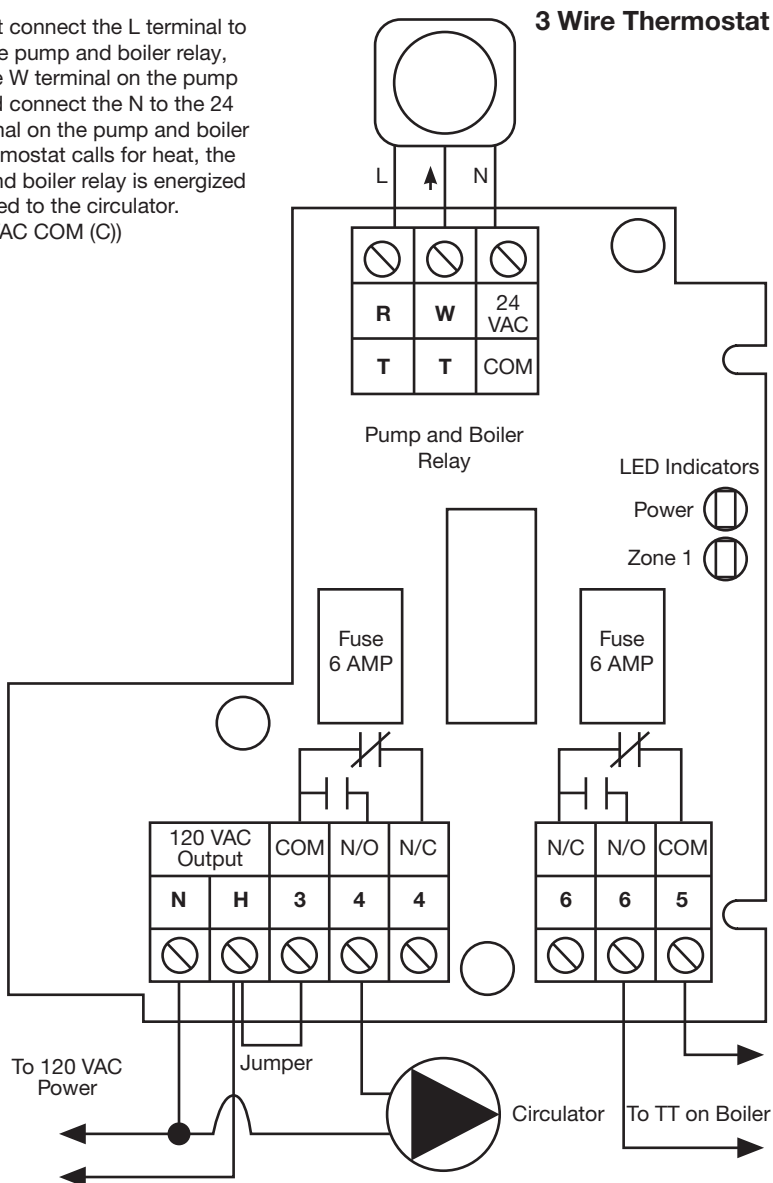 3 Wire Thermostat
t connect the L terminal to
e pump and boiler relay,
e W terminal on the pump
d connect the N to the 24
nal on the pump and boiler
mostat calls for heat, the
nd boiler relay is energized
ed to the circulator.
VAC COM (C))
L N
R W 24
VAC
T T COM
Pump and Boiler
Relay
LED Indicators
Power
Zone 1
Fuse
6 AMP
Fuse
6 AMP
120 VAC
Output
COM N/O N/C
N H 3 4 4
N/C N/O COM
6 6 5
To 120 VAC
Power
Jumper
Circulator
To TT on Boiler